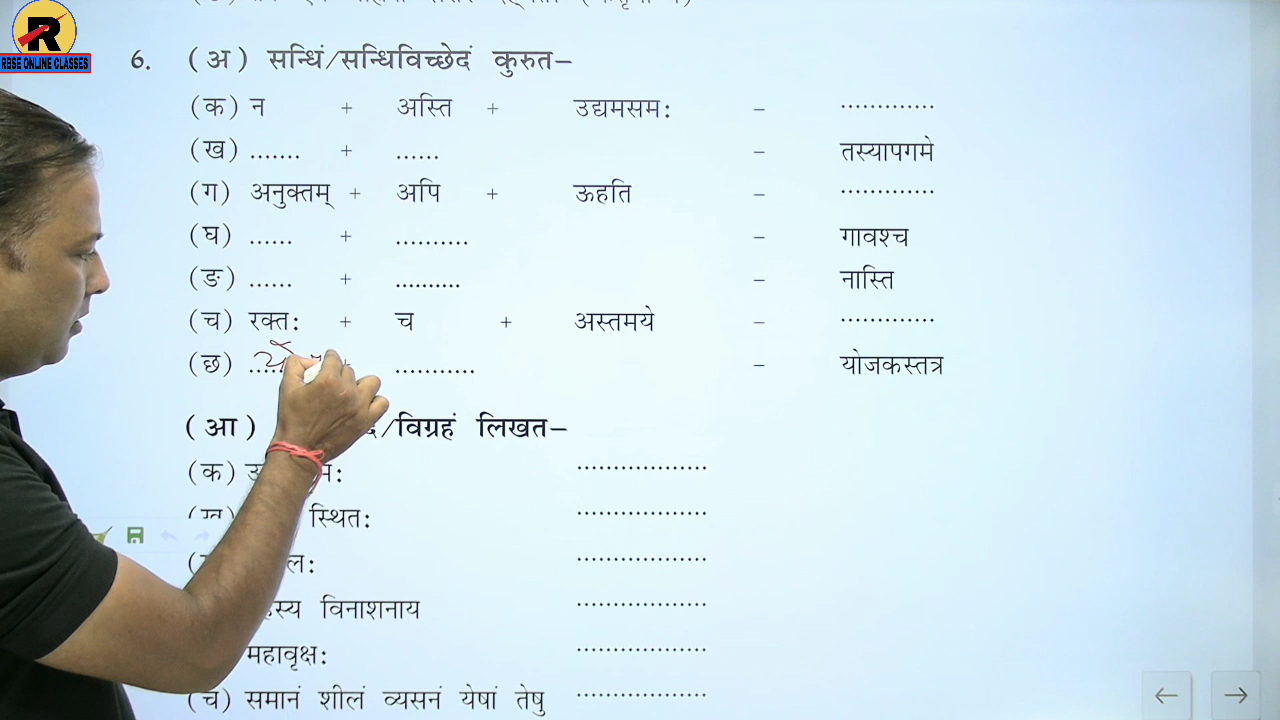 RBSE ONLINE CLASSES
6. (अ) सन्धिं/सन्धिविच्छेदं कुरुत–
(क) न + अस्ति + उद्यमसम: – .............
(ख) ....... + ...... – तस्यापगमे
(ग) अनुक्तम् + अपि + ऊहति – .............
(घ) ...... + .......... – गावश्च
(ङ) ...... + .......... – नास्ति
(च) रक्त: + च + अस्तमये – .............
(छ) ..... + ........... – योजकस्तत्र
(आ) /विग्रहं लिखत–
(क) ..................
स्थित: ..................
..................
विनाशनाय ..................
महावृक्ष: ..................
(च) समानं शीलं व्यसनं येषां तेषु ..................